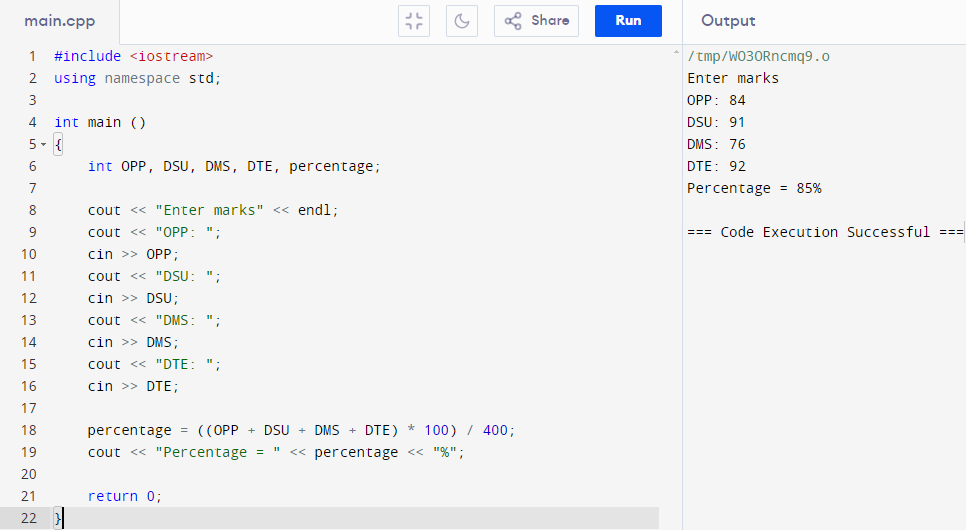 main.cpp
Share
Run
Output
1 #include <iostream>
2 using namespace std;
3
4 int main ()
5 {
6 int OPP, DSU, DMS, DTE, percentage;
7
8 cout << "Enter marks" << endl;
9 cout << "OPP: ";
10 cin >> OPP;
11 cout << "DSU: ";
12 cin >> DSU;
13 cout << "DMS: ";
14 cin >> DMS;
15 cout << "DTE: ";
16 cin >> DTE;
17
18 percentage = ((OPP + DSU + DMS + DTE) * 100) / 400;
19 cout << "Percentage = " << percentage << "%";
20
21 return 0;
22 }
/tmp/WO3ORncmq9.o
Enter marks
OPP: 84
DSU: 91
DMS: 76
DTE: 92
Percentage = 85%
=== Code Execution Successful ===